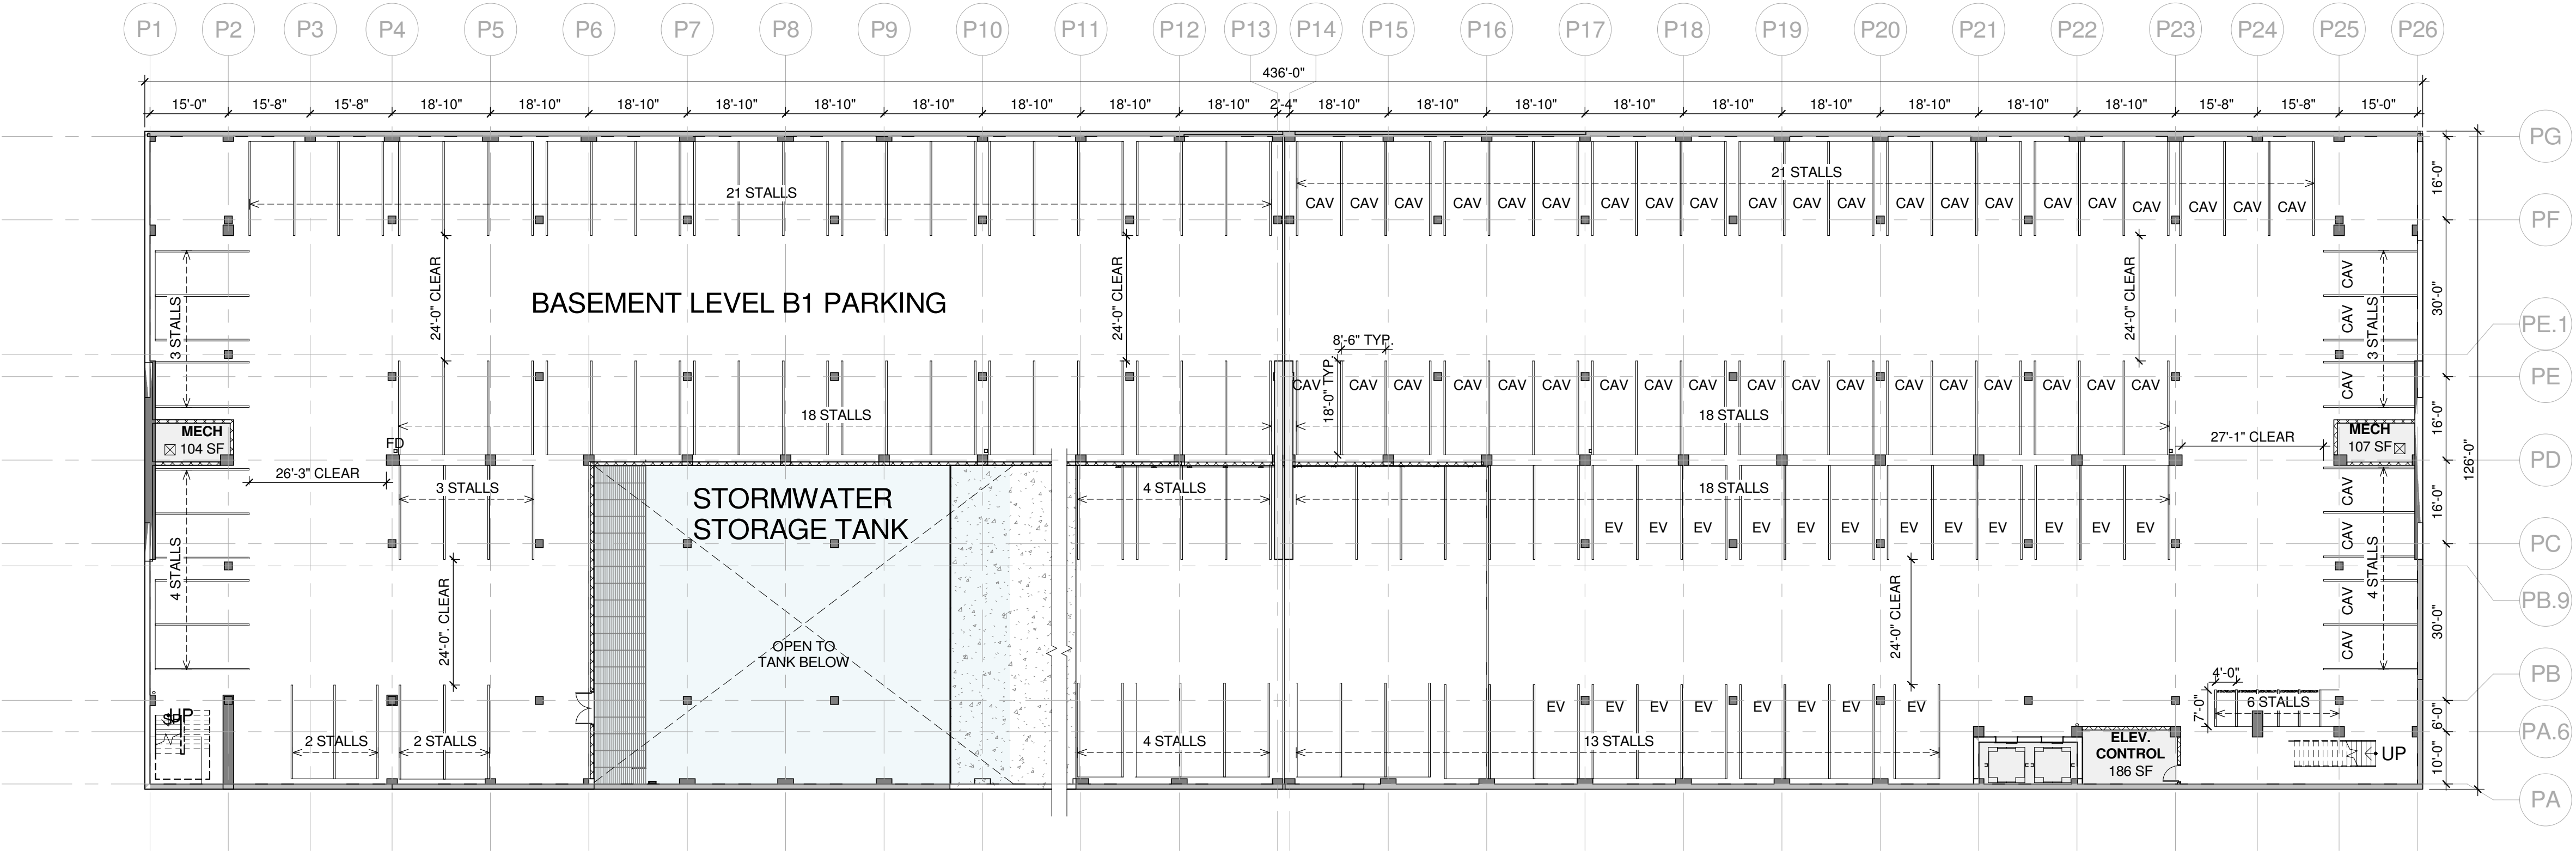 P1 P2 P3 P4 P5 P6 P7 P8 P9 P10 P11 P12 P13 P14 P15 P16 P17 P18 P19 P20 P21 P22 P23 P24 P25 P26
436'-0"
15'-0" 15'-8" 15'-8" 18'-10" 18'-10" 18'-10" 18'-10" 18'-10" 18'-10" 18'-10" 18'-10" 18'-10" 2'-4" 18'-10" 18'-10" 18'-10" 18'-10" 18'-10" 18'-10" 18'-10" 18'-10" 18'-10" 15'-8" 15'-8" 15'-0"
PG
16'-0"
21 STALLS
21 STALLS
CAV CAV CAV CAV CAV CAV CAV CAV CAV CAV CAV CAV CAV CAV CAV CAV CAV CAV CAV CAV CAV
PF
3 STALLS
24'-0" CLEAR
BASEMENT LEVEL B1 PARKING
24'-0" CLEAR
24'-0" CLEAR
CAV
CAV
CAV
3 STALLS
30'-0"
PE.1
8'-6" TYP.
18'-0" TYP.
CAV CAV CAV CAV CAV CAV CAV CAV CAV CAV CAV CAV CAV CAV CAV CAV CAV CAV
PE
18 STALLS
18 STALLS
16'-0"
MECH
104 SF
FD
27'-1" CLEAR
MECH
107 SF
PD
126'-0"
26'-3" CLEAR
3 STALLS
STORMWATER
STORAGE TANK
4 STALLS
18 STALLS
EV EV EV EV EV EV EV EV EV EV EV EV
16'-0"
PC
4 STALLS
24'-0". CLEAR
OPEN TO
TANK BELOW
24'-0" CLEAR
CAV
CAV
CAV
CAV
4 STALLS
PB.9
30'-0"
PB
UP
2 STALLS
2 STALLS
4 STALLS
EV EV EV EV EV EV EV EV
13 STALLS
4'-0"
7'-0"
6 STALLS
6'-0"
PA.6
ELEV.
CONTROL
186 SF
UP
10'-0"
PA